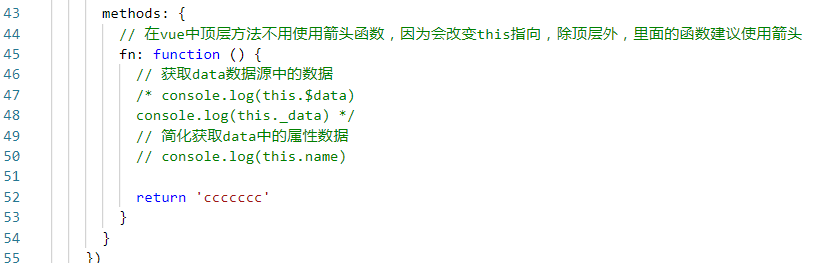 43 methods: {
44 // 在vue中顶层方法不用使用箭头函数，因为会改变this指向，除顶层外，里面的函数建议使用箭头
45 fn: function () {
46 // 获取data数据源中的数据
47 /* console.log(this.$data)
48 console.log(this._data) */
49 // 简化获取data中的属性数据
50 // console.log(this.name)
51
52 return 'ccccccc'
53 }
54 }
55 })